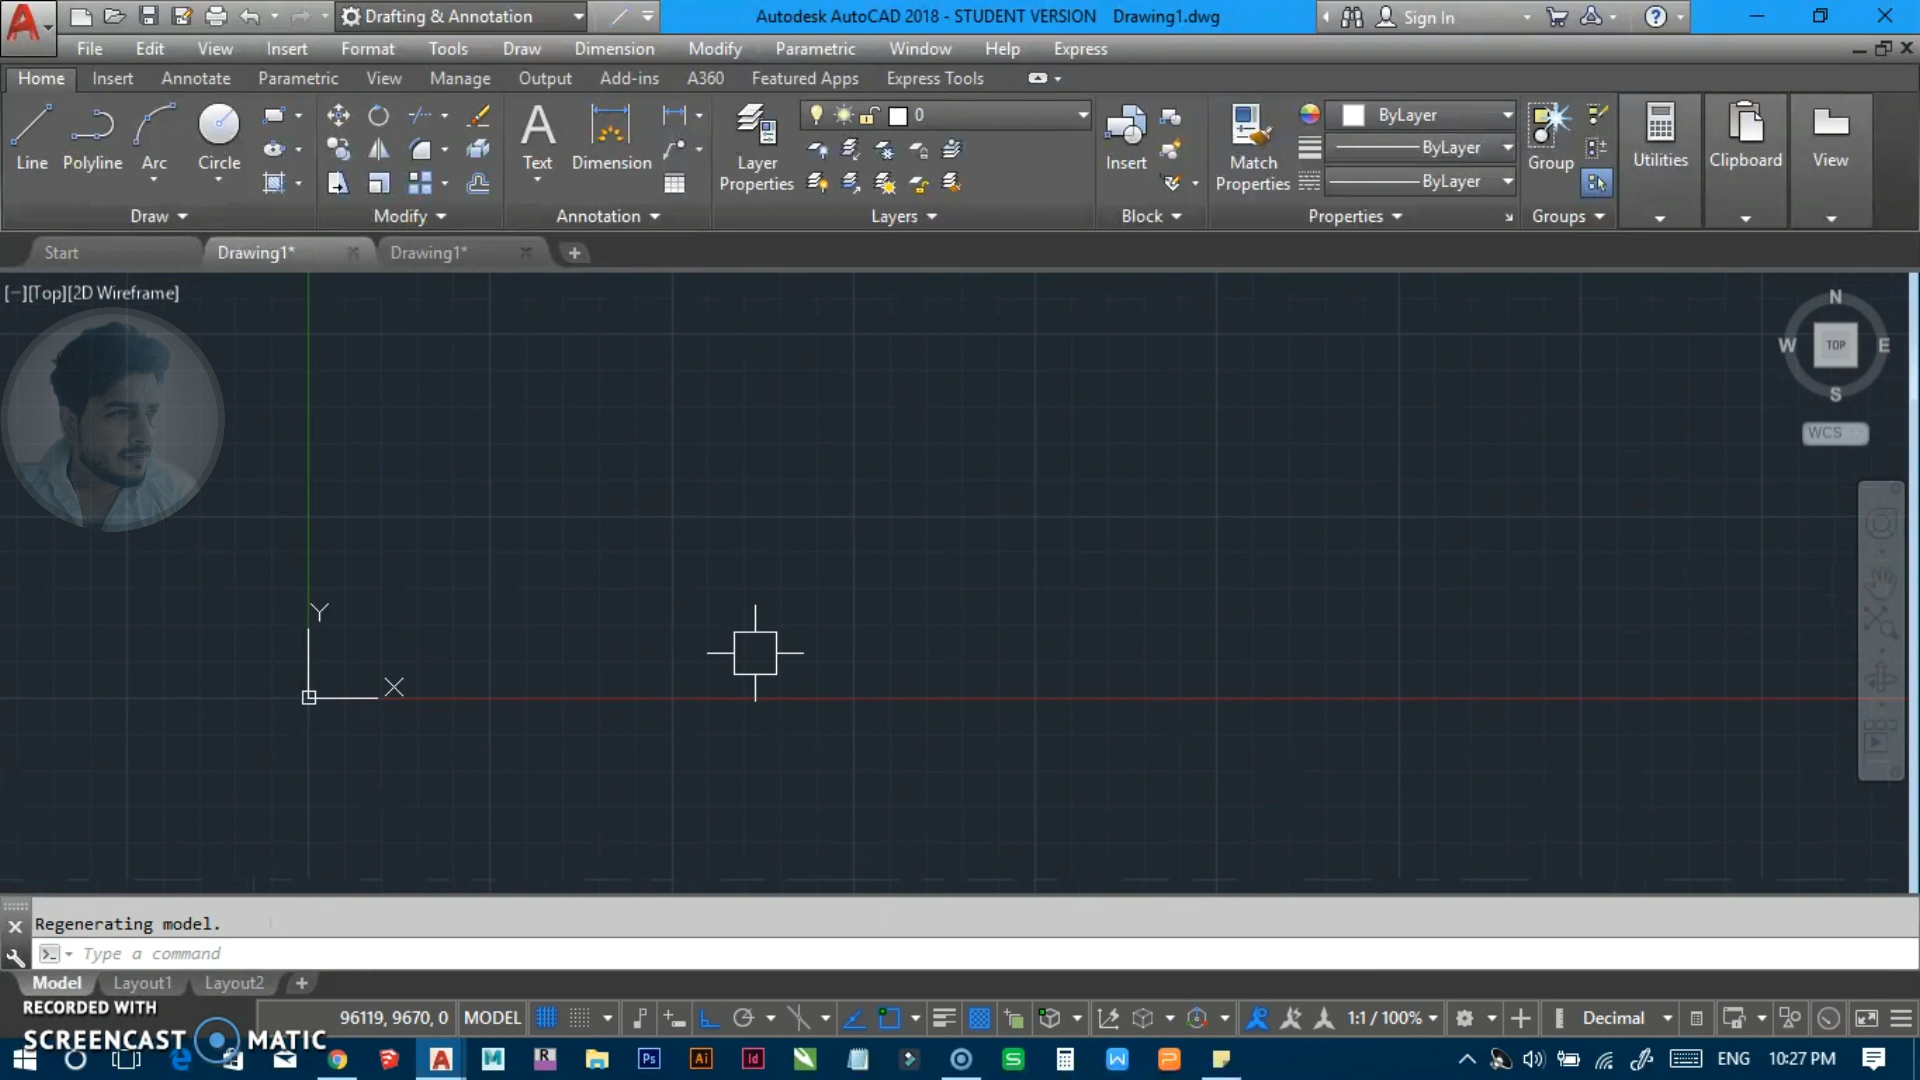 Drafting & Annotation
Autodesk AutoCAD 2018 - STUDENT VERSION Drawing1.dwg
Sign In
File Edit View Insert Format Tools Draw Dimension Modify Parametric Window Help Express
Home Insert Annotate Parametric View Manage Output Add-ins A360 Featured Apps Express Tools
0
ByLayer
ByLayer
ByLayer
Line Polyline Arc Circle
Text Dimension
Layer Properties
Insert
Match Properties
Group
Utilities
Clipboard
View
Draw Modify Annotation Layers Block Properties Groups
Start Drawing1* Drawing1*
[−][Top][2D Wireframe]
N
W TOP E
S
WCS
Y
X
Regenerating model.
Type a command
Model Layout1 Layout2
RECORDED WITH
SCREENCAST MATIC
96119, 9670, 0 MODEL 1:1 / 100% Decimal
Ps Ai Id
ENG 10:27 PM